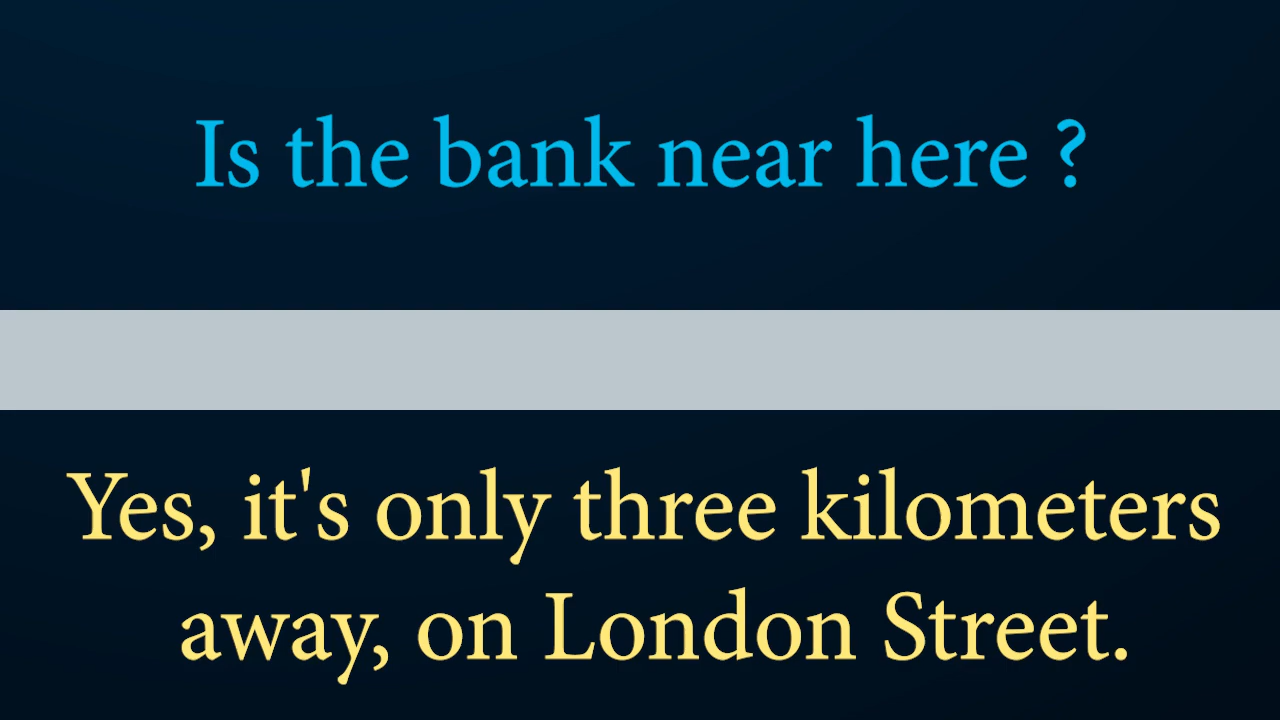 Is the bank near here ?
Yes, it's only three kilometers
away, on London Street.